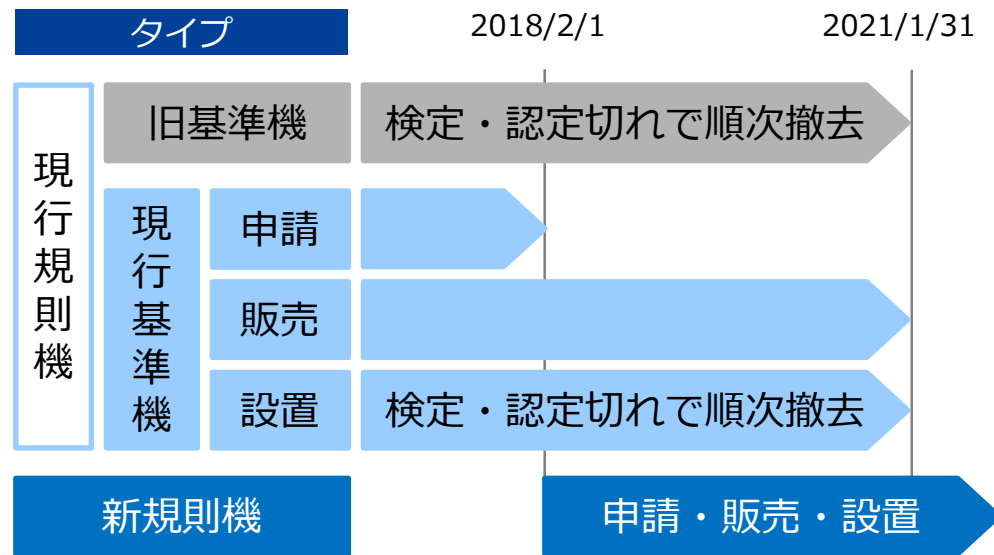 タイプ
2018/2/1
2021/1/31
現行規則機
旧基準機
検定・認定切れで順次撤去
現行基準機
申請
販売
設置
検定・認定切れで順次撤去
新規則機
申請・販売・設置